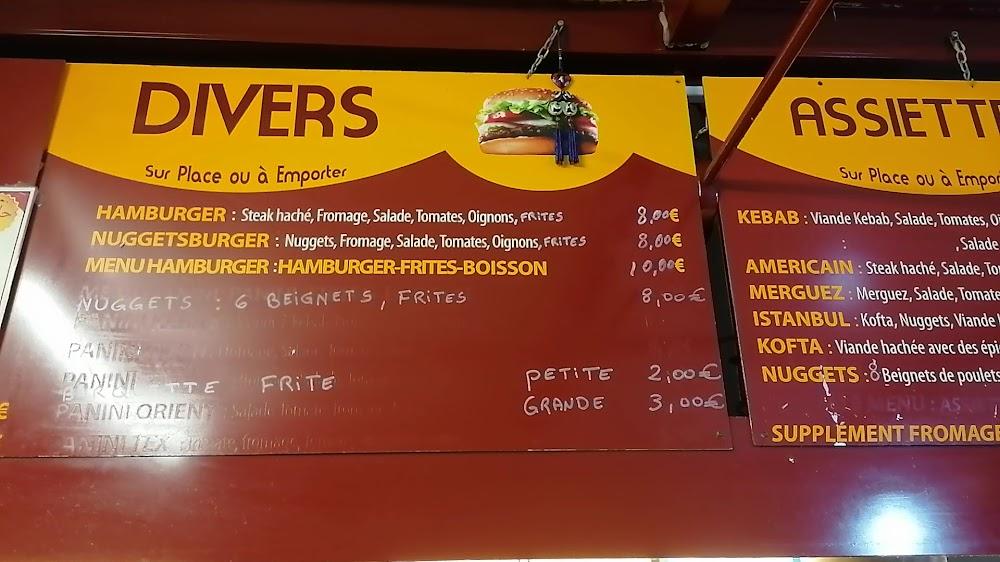 DIVERS
Sur Place ou à Emporter
HAMBURGER : Steak haché, Fromage, Salade, Tomates, Oignons, FRITES 8,00€
NUGGETSBURGER : Nuggets, Fromage, Salade, Tomates, Oignons, FRITES 8,00€
MENU HAMBURGER :HAMBURGER-FRITES-BOISSON 10,00€
NUGGETS : 6 BEIGNETS, FRITES 8,00€
PANINI
PANINI
FRITE PETITE 2,00€
PANINI ORIENT GRANDE 3,00€
TEX
ASSIETTE
Sur Place ou à
KEBAB : Viande Kebab, Salade, Tomates,
, Salade
AMERICAIN : Steak haché, Salade,
MERGUEZ : Merguez, Salade, Tomate
ISTANBUL : Kofta, Nuggets, Viande
KOFTA : Viande hachée avec des
NUGGETS : 8 Beignets de poulets
MENU :
SUPPLÉMENT FROMAGE